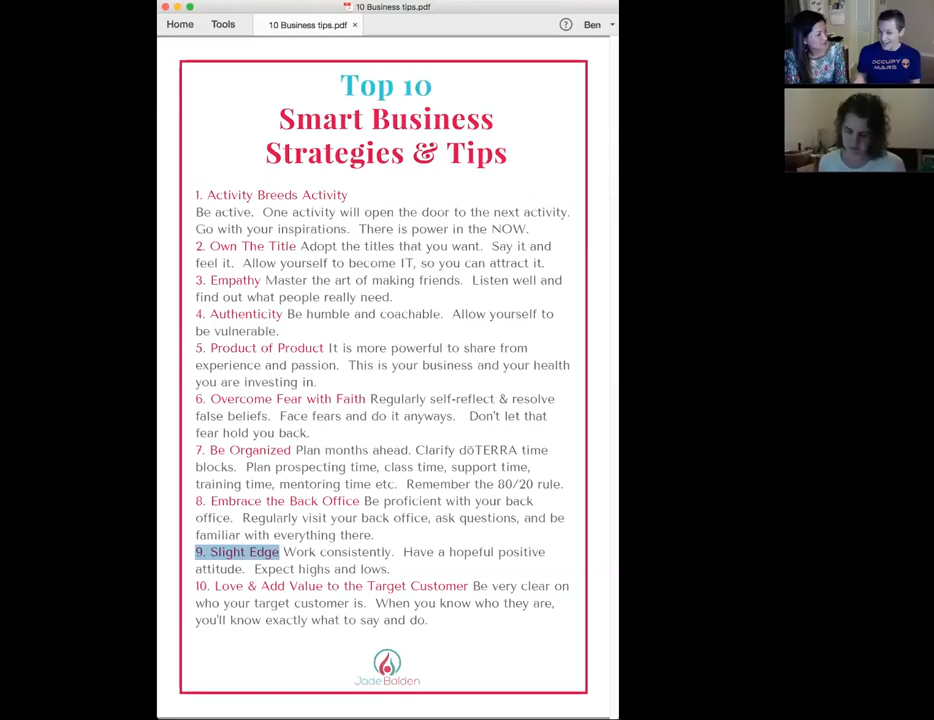 10 Business tips.pdf
Home
Tools
10 Business tips.pdf ×
?
Ben
OCCUPY
MARS
Top 10
Smart Business
Strategies & Tips
1. Activity Breeds Activity
Be active. One activity will open the door to the next activity.
Go with your inspirations. There is power in the NOW.
2. Own The Title Adopt the titles that you want. Say it and
feel it. Allow yourself to become IT, so you can attract it.
3. Empathy Master the art of making friends. Listen well and
find out what people really need.
4. Authenticity Be humble and coachable. Allow yourself to
be vulnerable.
5. Product of Product It is more powerful to share from
experience and passion. This is your business and your health
you are investing in.
6. Overcome Fear with Faith Regularly self-reflect & resolve
false beliefs. Face fears and do it anyways. Don't let that
fear hold you back.
7. Be Organized Plan months ahead. Clarify dōTERRA time
blocks. Plan prospecting time, class time, support time,
training time, mentoring time etc. Remember the 80/20 rule.
8. Embrace the Back Office Be proficient with your back
office. Regularly visit your back office, ask questions, and be
familiar with everything there.
9. Slight Edge Work consistently. Have a hopeful positive
attitude. Expect highs and lows.
10. Love & Add Value to the Target Customer Be very clear on
who your target customer is. When you know who they are,
you'll know exactly what to say and do.
Jade Balden